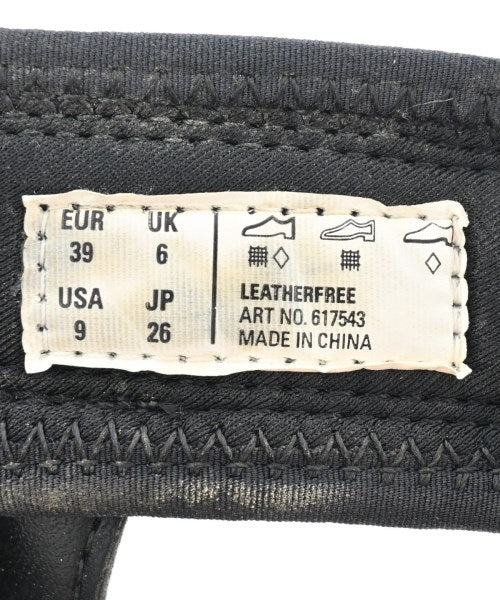 EUR UK
39 6
USA JP
9 26
LEATHERFREE
ART NO. 617543
MADE IN CHINA